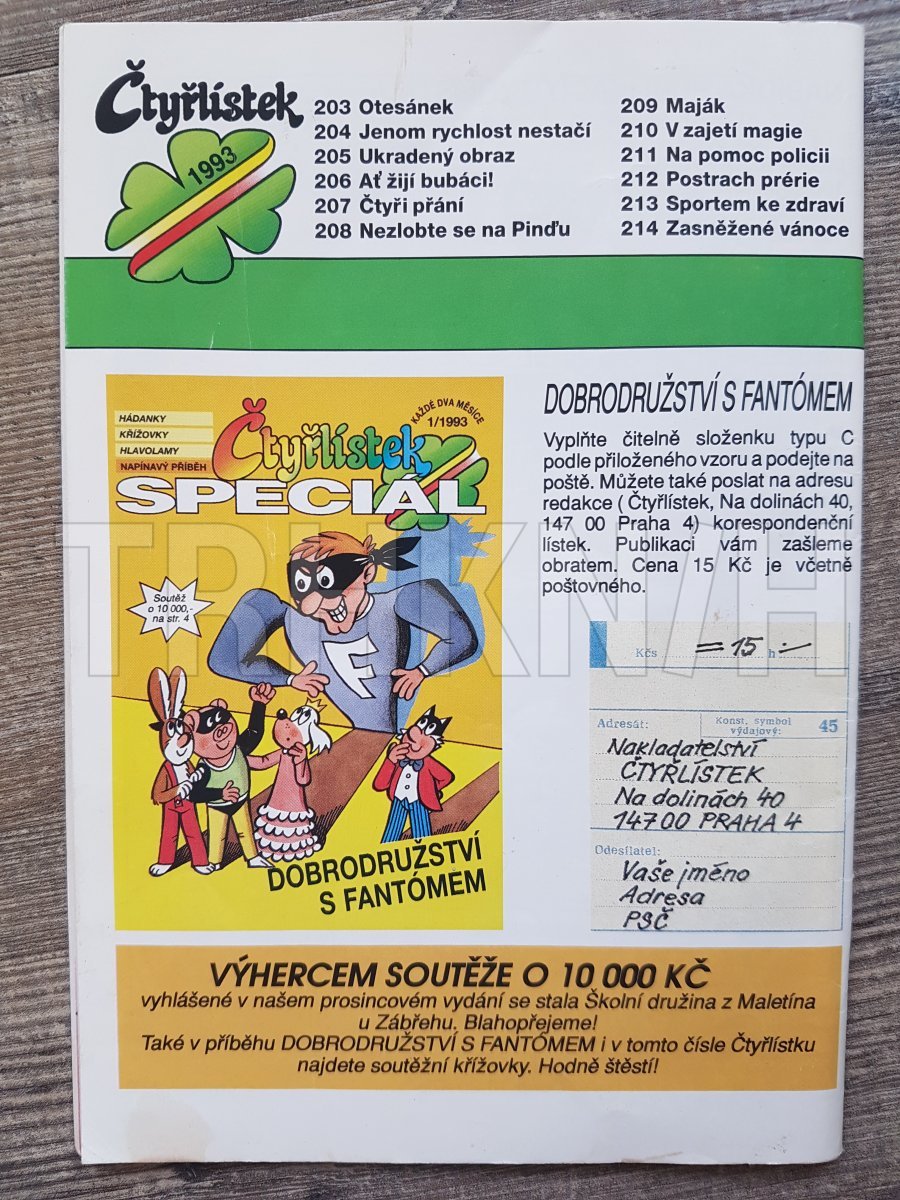 Čtyřlístek
1993
203 Otesánek
204 Jenom rychlost nestačí
205 Ukradený obraz
206 Ať žijí bubáci!
207 Čtyři přání
208 Nezlobte se na Pinďu
209 Maják
210 V zajetí magie
211 Na pomoc policii
212 Postrach prérie
213 Sportem ke zdraví
214 Zasněžené vánoce
HÁDANKY
KŘÍŽOVKY
HLAVOLAMY
NAPÍNAVÝ PŘÍBĚH
KAŽDÉ DVA MĚSÍCE
1/1993
Čtyřlístek
SPECIÁL
Soutěž
o 10 000,-
na str. 4
F
DOBRODRUŽSTVÍ
S FANTÓMEM
DOBRODRUŽSTVÍ S FANTÓMEM
Vyplňte čitelně složenku typu C
podle přiloženého vzoru a podejte na
poště. Můžete také poslat na adresu
redakce ( Čtyřlístek, Na dolinách 40,
147 00 Praha 4) korespondenční
lístek. Publikaci vám zašleme
obratem. Cena 15 Kč je včetně
poštovného.
Kčs =15 h -
Adresát:
Konst. symbol
výdajový: 45
Nakladatelství
ČTYŘLÍSTEK
Na dolinách 40
147 00 PRAHA 4
Odesílatel:
Vaše jméno
Adresa
PSČ
VÝHERCEM SOUTĚŽE O 10 000 KČ
vyhlášené v našem prosincovém vydání se stala Školní družina z Maletína
u Zábřehu. Blahopřejeme!
Také v příběhu DOBRODRUŽSTVÍ S FANTÓMEM i v tomto čísle Čtyřlístku
najdete soutěžní křížovky. Hodně štěstí!